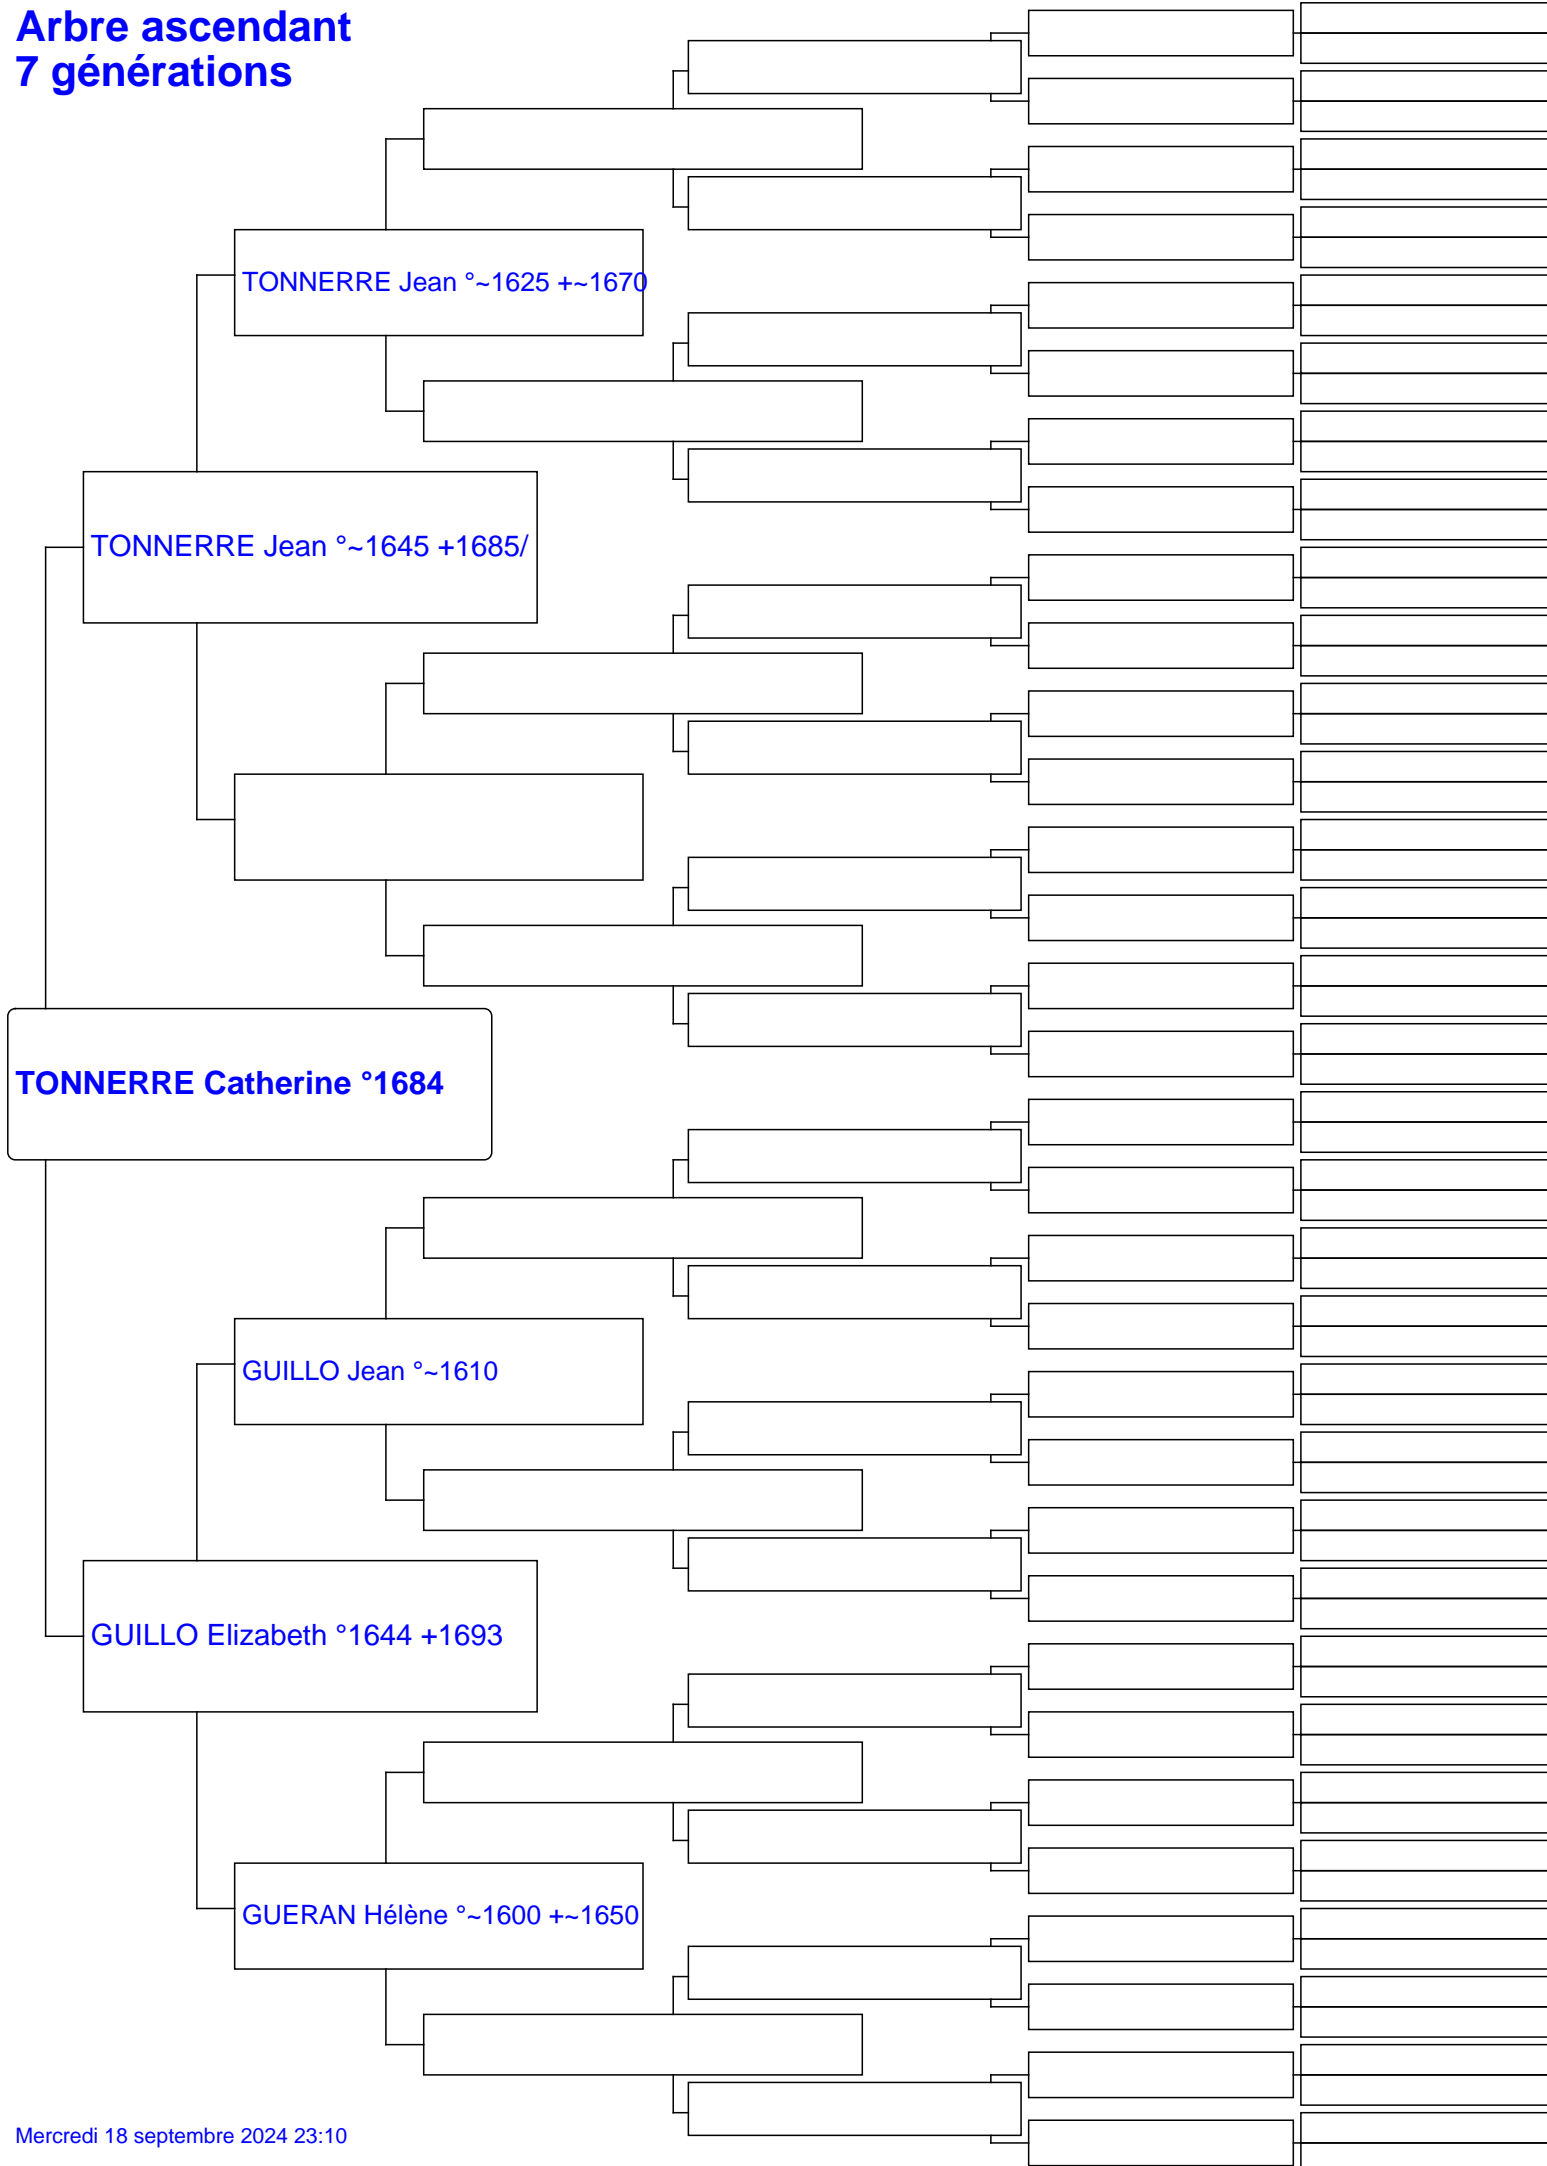 Arbre ascendant
7 générations
TONNERRE Jean °~1625 +~1670
TONNERRE Jean °~1645 +1685/
TONNERRE Catherine °1684
GUILLO Jean °~1610
GUILLO Elizabeth °1644 +1693
GUERAN Hélène °~1600 +~1650
Mercredi 18 septembre 2024 23:10